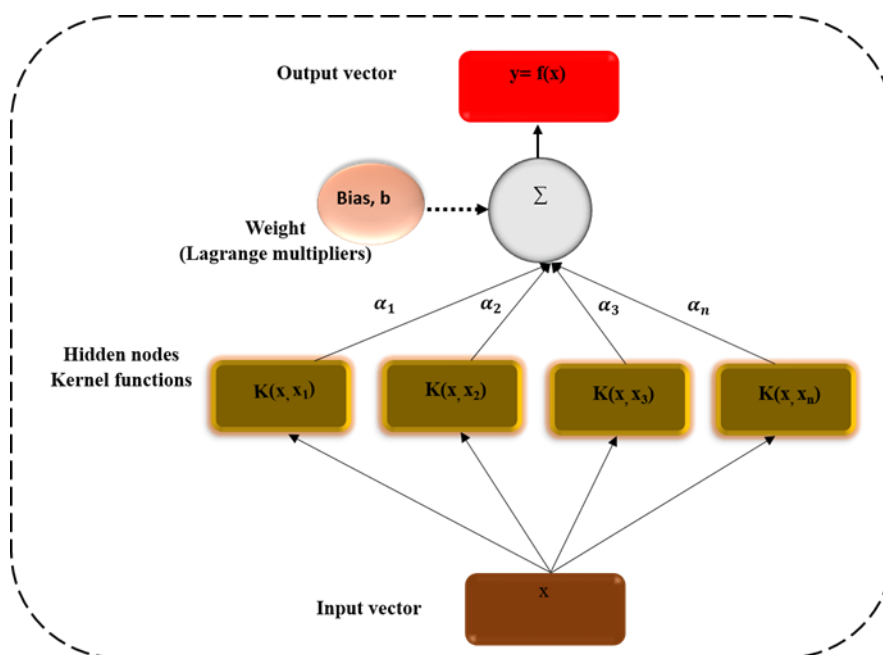 Output vector
y= f(x)
Bias, b
Σ
Weight
(Lagrange multipliers)
α₁
α₂
α₃
αₙ
Hidden nodes
Kernel functions
K(x, x₁)
K(x, x₂)
K(x, x₃)
K(x, xₙ)
Input vector
x